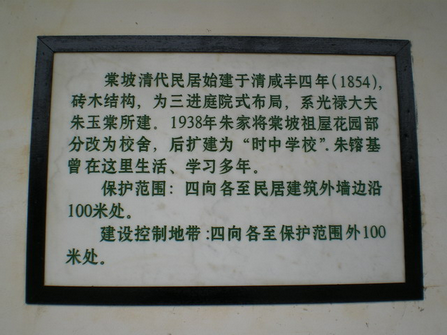 棠坡清代民居始建于清咸丰四年(1854),
砖木结构，为三进庭院式布局，系光禄大夫
朱玉棠所建。1938年朱家将棠坡祖屋花园部
分改为校舍，后扩建为“时中学校”.朱镕基
曾在这里生活、学习多年。
保护范围：四向各至民居建筑外墙边沿
100米处。
建设控制地带:四向各至保护范围外100
米处。